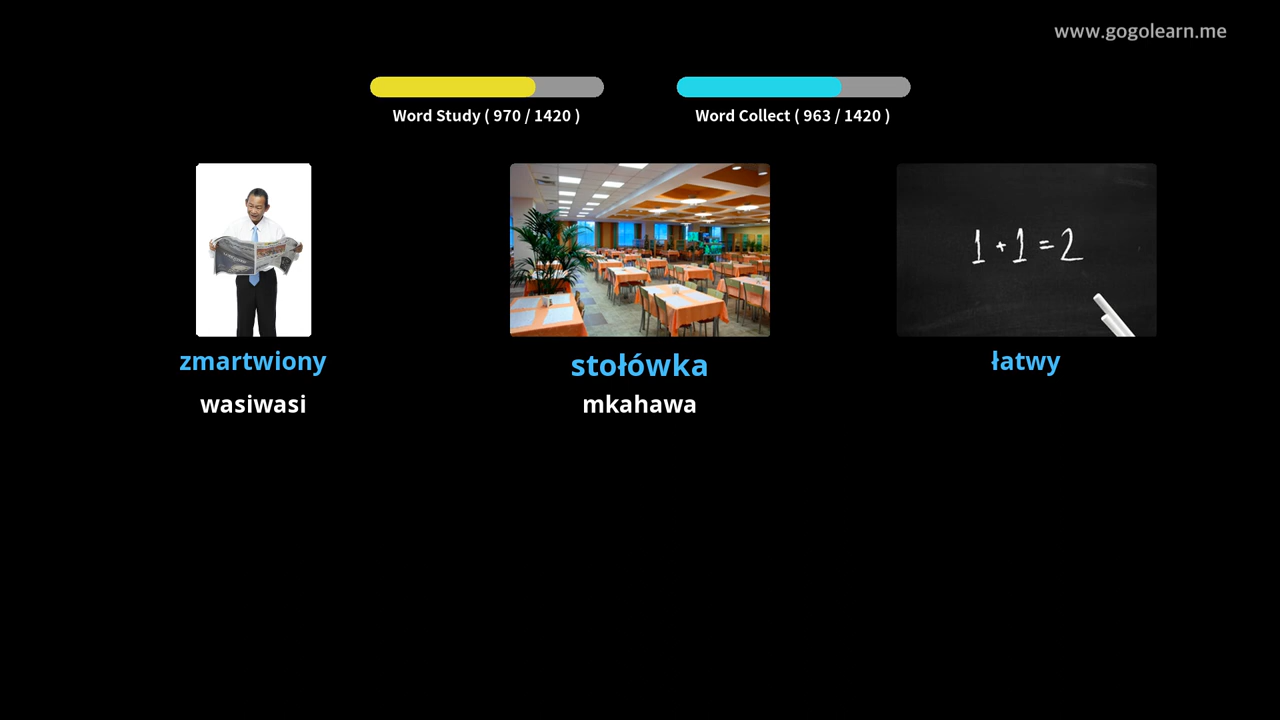 www.gogolearn.me
Word Study ( 970 / 1420 )
Word Collect ( 963 / 1420 )
1 + 1 = 2
zmartwiony
stołówka
łatwy
wasiwasi
mkahawa